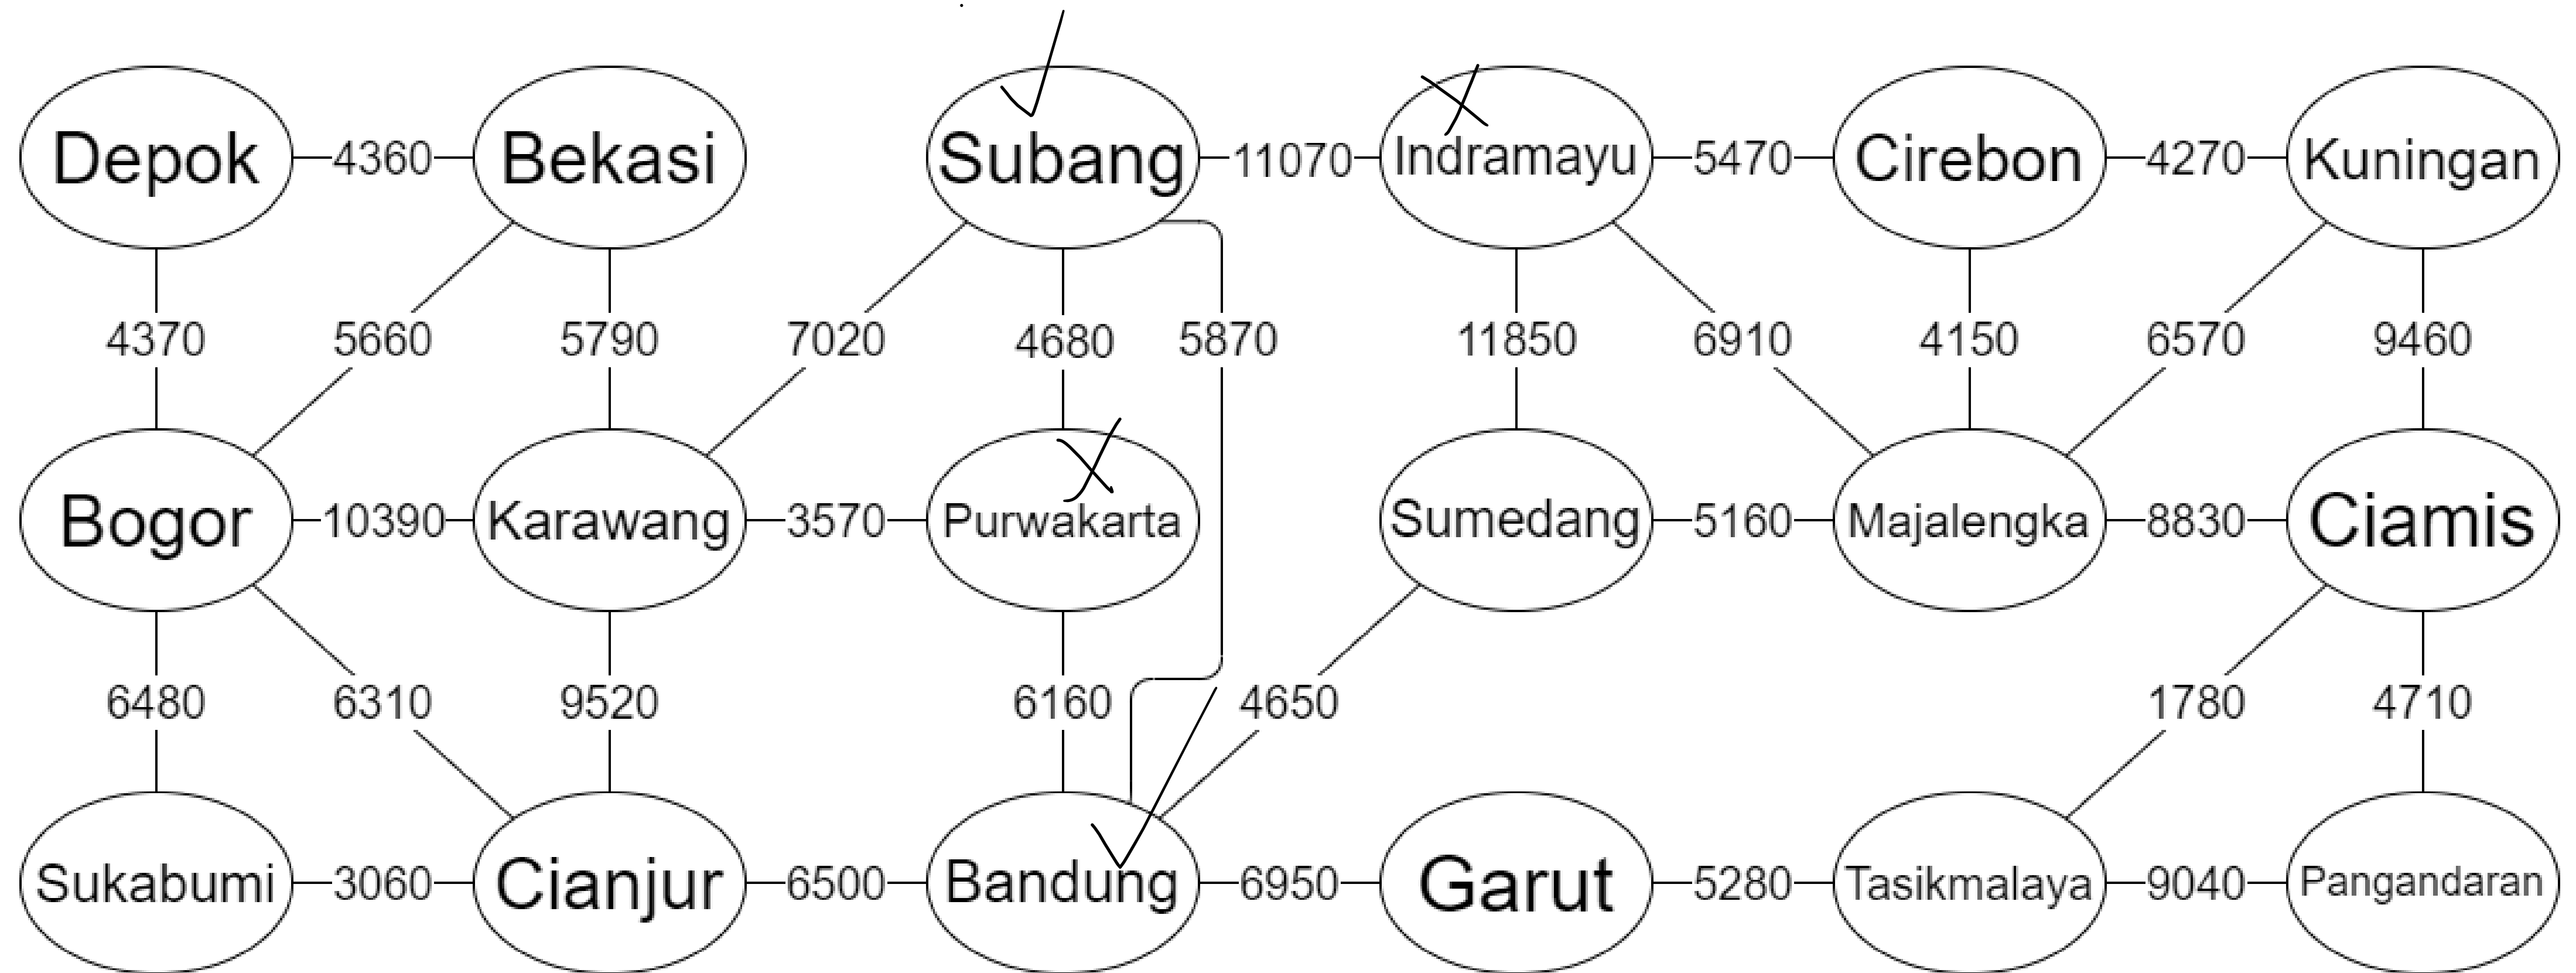 Depok 4360 Bekasi Subang 11070 Indramayu 5470 Cirebon 4270 Kuningan
4370 5660 5790 7020 4680 5870 11850 6910 4150 6570 9460
Bogor 10390 Karawang 3570 Purwakarta Sumedang 5160 Majalengka 8830 Ciamis
6480 6310 9520 6160 4650 1780 4710
Sukabumi 3060 Cianjur 6500 Bandung 6950 Garut 5280 Tasikmalaya 9040 Pangandaran